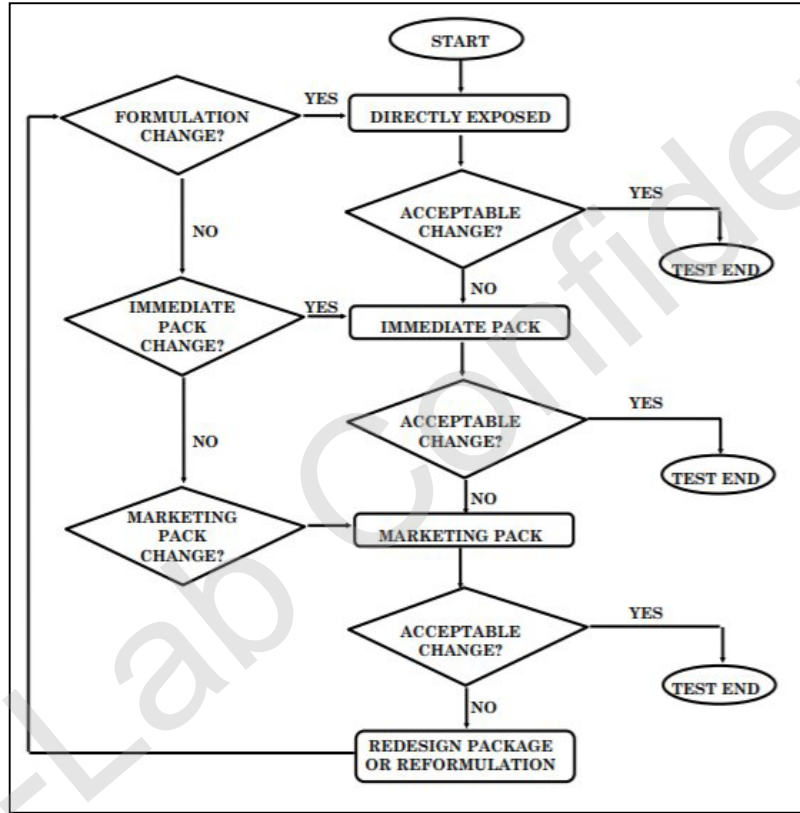 START
FORMULATION
CHANGE?
YES
DIRECTLY EXPOSED
ACCEPTABLE
CHANGE?
YES
TEST END
NO
NO
IMMEDIATE
PACK
CHANGE?
YES
IMMEDIATE PACK
ACCEPTABLE
CHANGE?
YES
TEST END
NO
NO
MARKETING
PACK
CHANGE?
MARKETING PACK
ACCEPTABLE
CHANGE?
YES
TEST END
NO
REDESIGN PACKAGE
OR REFORMULATION
-Lab Confide